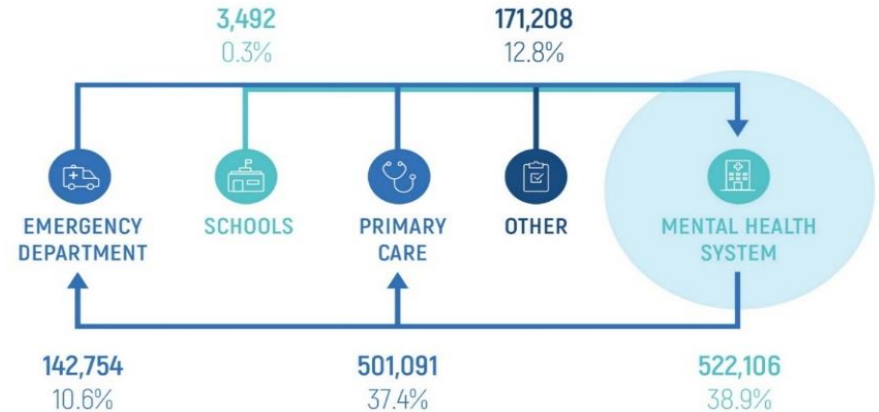 3,492
0.3%
171,208
12.8%
EMERGENCY
DEPARTMENT
SCHOOLS
PRIMARY
CARE
OTHER
MENTAL HEALTH
SYSTEM
142,754
10.6%
501,091
37.4%
522,106
38.9%